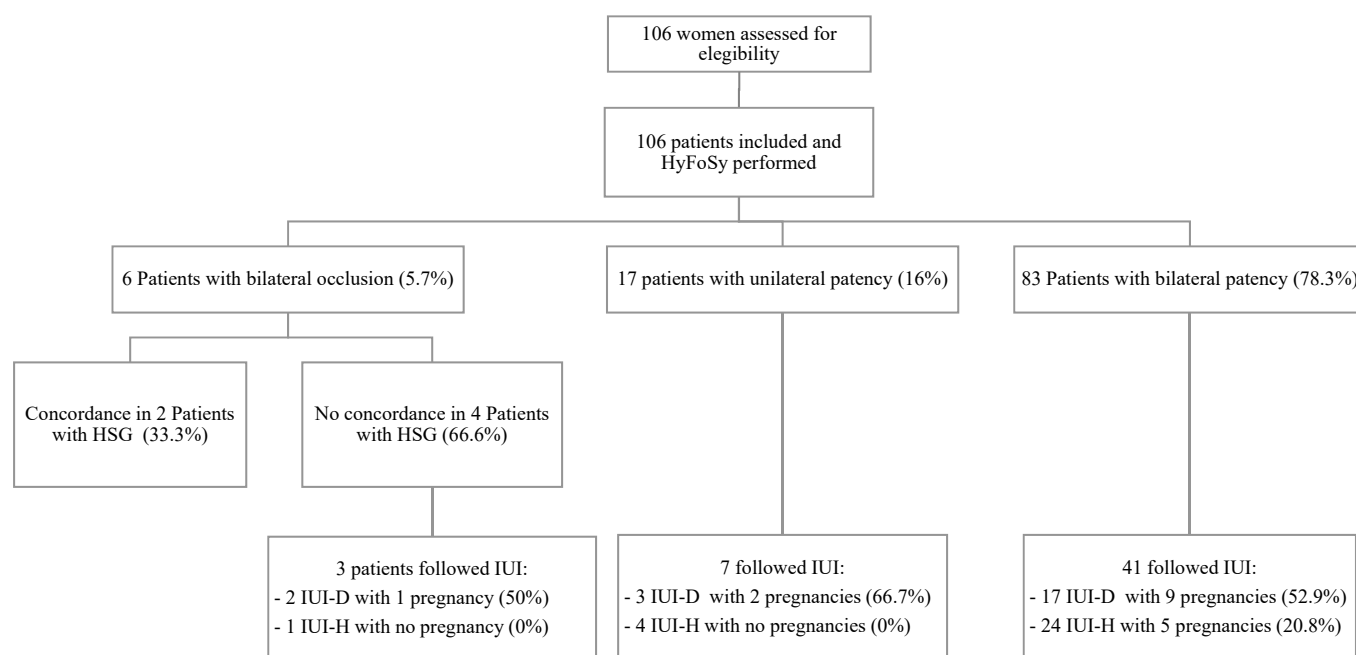 106 women assessed for
elegibility
106 patients included and
HyFoSy performed
6 Patients with bilateral occlusion (5.7%)
17 patients with unilateral patency (16%)
83 Patients with bilateral patency (78.3%)
Concordance in 2 Patients
with HSG (33.3%)
No concordance in 4 Patients
with HSG (66.6%)
3 patients followed IUI:
- 2 IUI-D with 1 pregnancy (50%)
- 1 IUI-H with no pregnancy (0%)
7 followed IUI:
- 3 IUI-D with 2 pregnancies (66.7%)
- 4 IUI-H with no pregnancies (0%)
41 followed IUI:
- 17 IUI-D with 9 pregnancies (52.9%)
- 24 IUI-H with 5 pregnancies (20.8%)